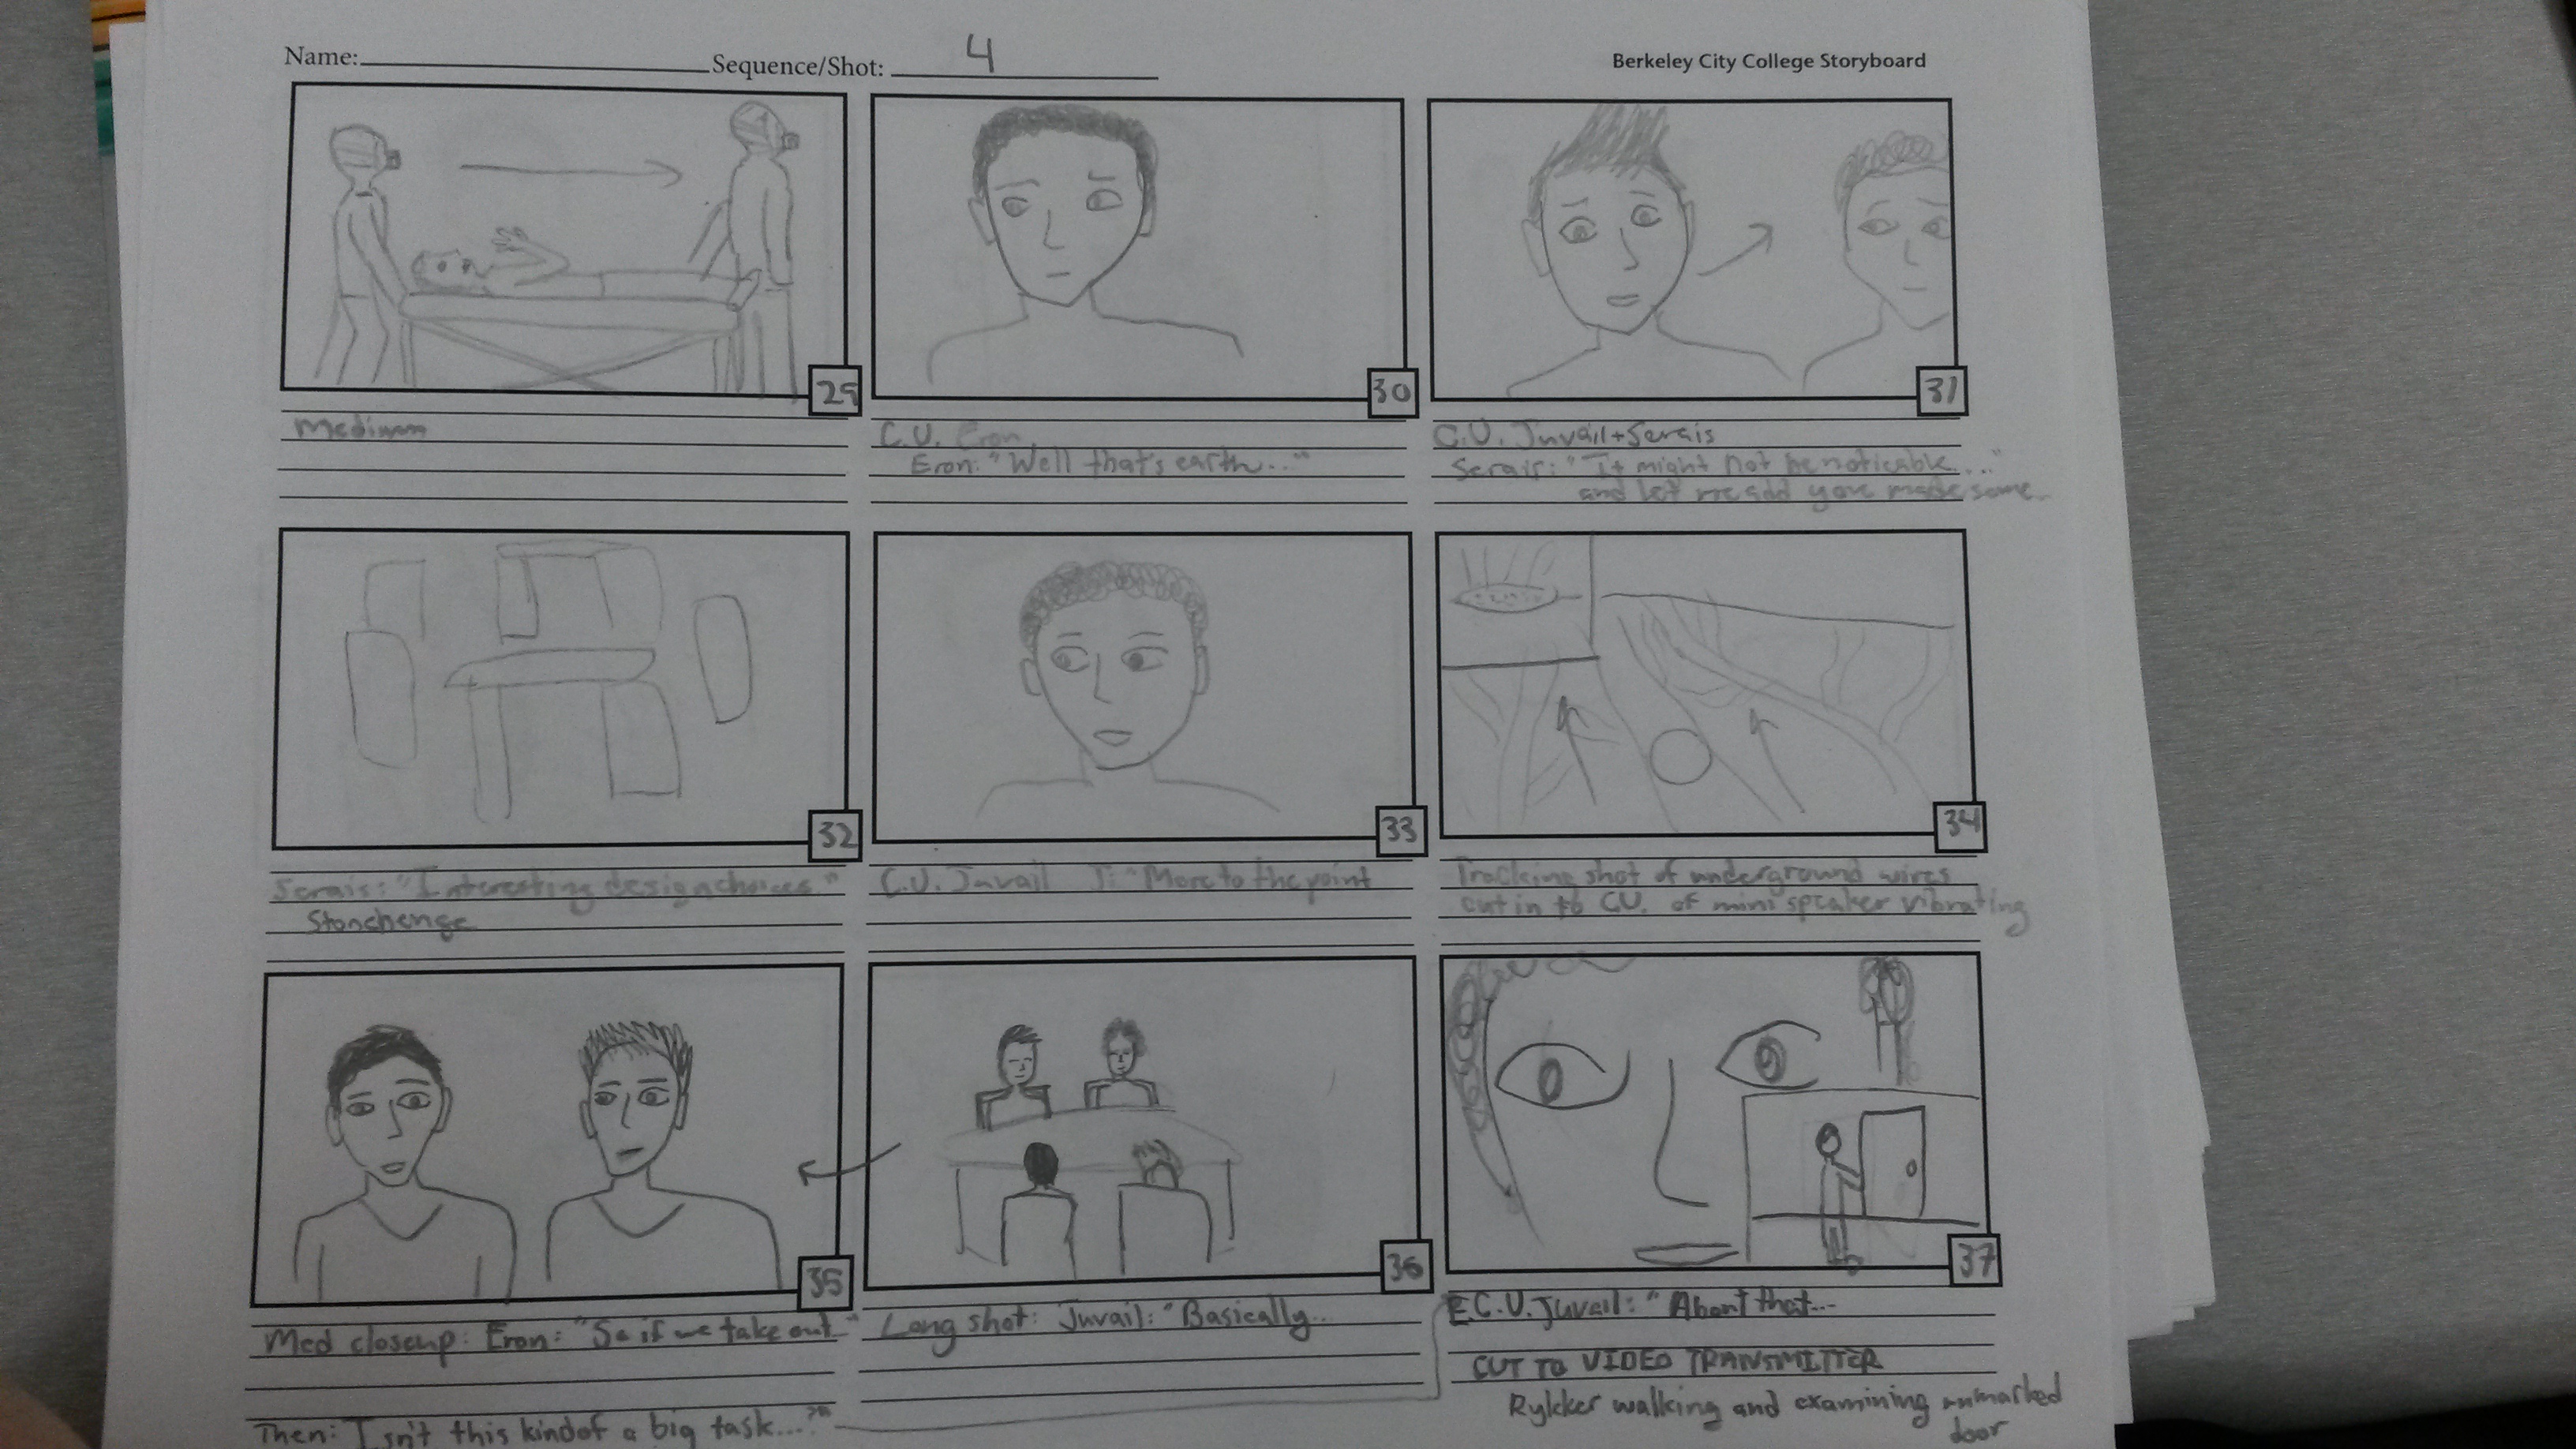 Name: Sequence/Shot: 4 Berkeley City College Storyboard
29
30
31
Medium
C.U. Eron
Eron: "Well that's earth..."
C.U. Juvail + Serais
Serais: "It might not be noticable..."
and let me add you made some
32
33
34
Serais: "Interesting design choices"
Stonehenge
C.U. Juvail J: "More to the point
Tracking shot of underground wires
cut in to C.U. of mini speaker vibrating
35
36
37
Med closeup: Eron: "So if we take out..."
Then: I sn't this kind of a big task...?"
Long shot: Juvail: "Basically...
E.C.U. Juvail: "About that...
CUT TO VIDEO TRANSMITTER
Rykker walking and examining unmarked
door